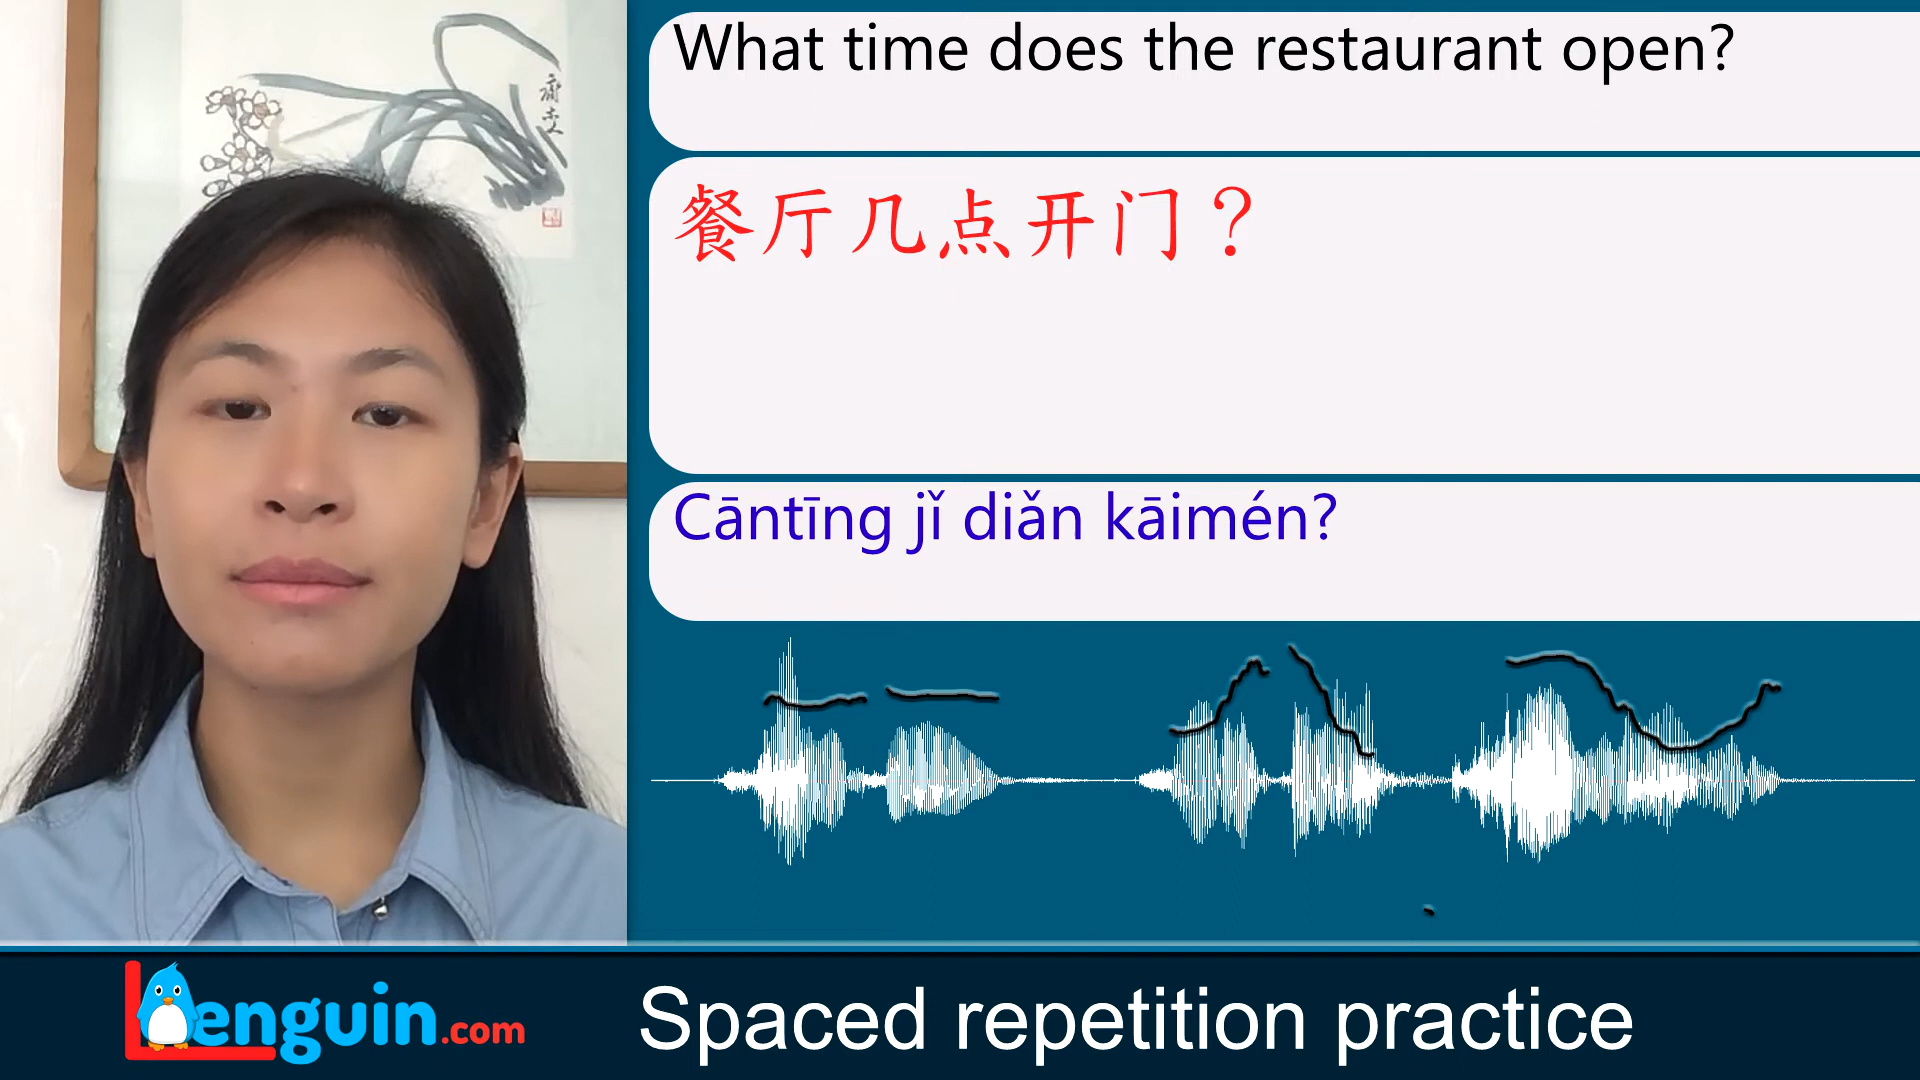 What time does the restaurant open?
餐厅几点开门？
Cāntīng jǐ diǎn kāimén?
Lenguin.com
Spaced repetition practice